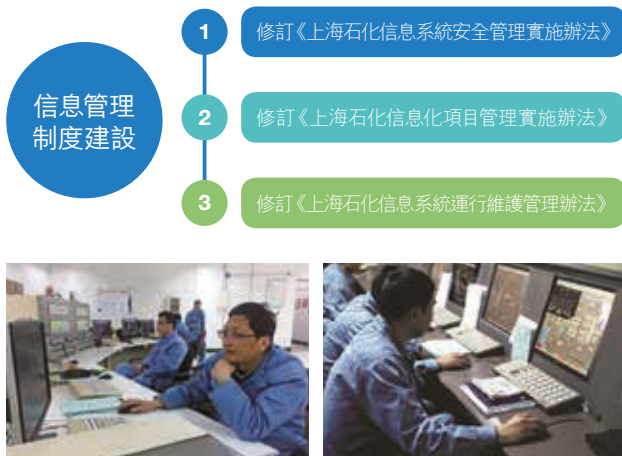 信息管理
制度建設
1
修訂《上海石化信息系統安全管理實施辦法》
2
修訂《上海石化信息化項目管理實施辦法》
3
修訂《上海石化信息系統運行維護管理辦法》